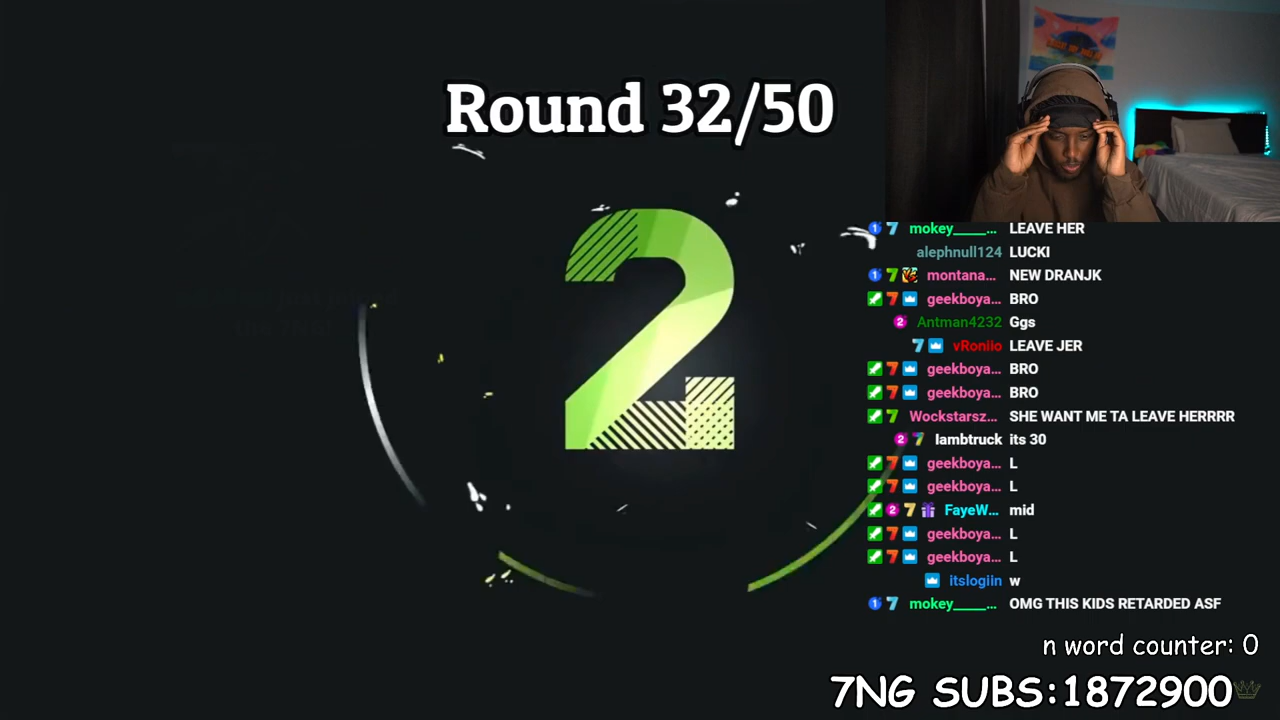 Round 32/50
2
mokey_____... LEAVE HER
alephnull124 LUCKI
montana... NEW DRANJK
geekboya... BRO
Antman4232 Ggs
vRoniio LEAVE JER
geekboya... BRO
geekboya... BRO
Wockstarsz... SHE WANT ME TA LEAVE HERRRR
lambtruck its 30
geekboya... L
geekboya... L
FayeW... mid
geekboya... L
geekboya... L
itslogiin w
mokey_____... OMG THIS KIDS RETARDED ASF
n word counter: 0
7NG SUBS:1872900